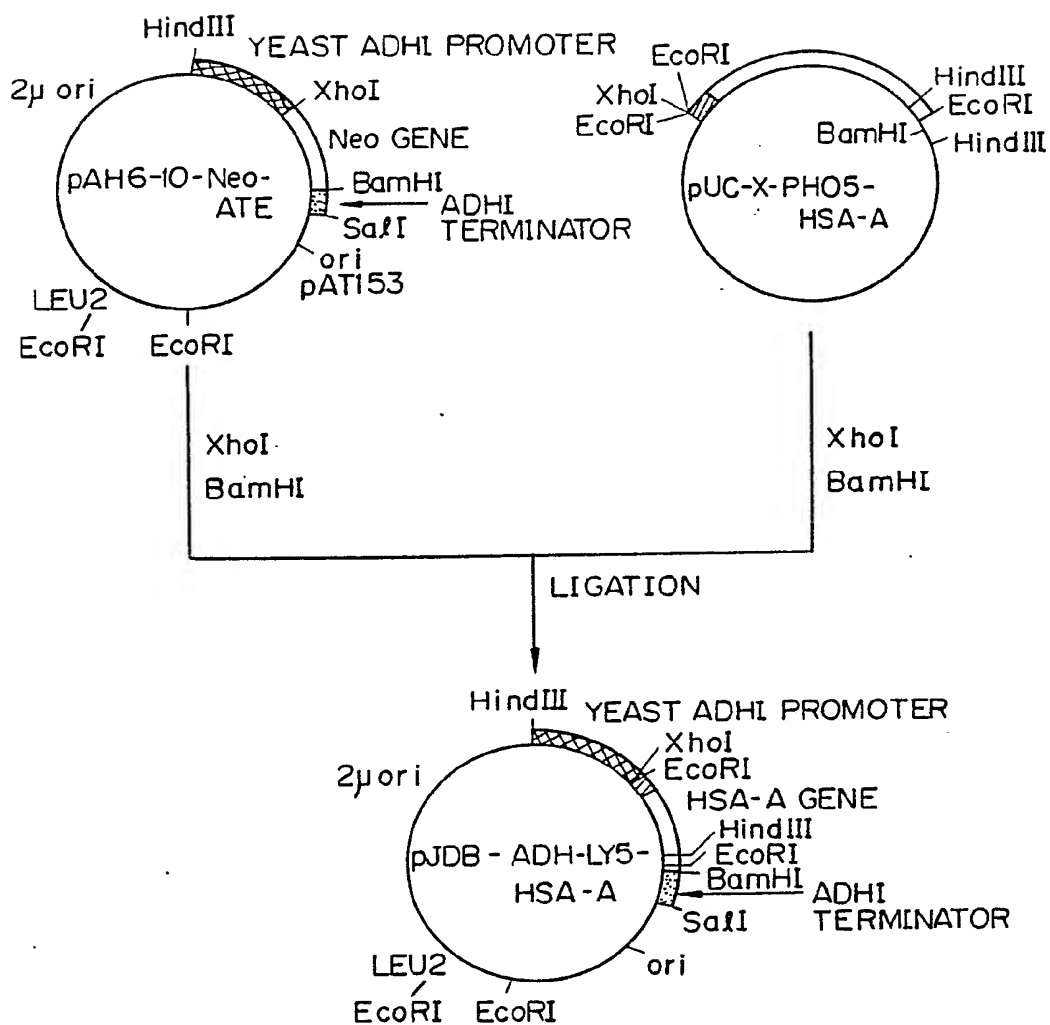 HindIII
YEAST ADHI PROMOTER
2μ ori
XhoI
Neo GENE
pAH6-10-Neo-
ATE
BamHI
ADHI
TERMINATOR
SalI
ori
pAT153
LEU2
EcoRI
EcoRI
EcoRI
XhoI
EcoRI
HindIII
EcoRI
BamHI
HindIII
pUC-X-PHO5-
HSA-A
XhoI
BamHI
XhoI
BamHI
LIGATION
HindIII
YEAST ADHI PROMOTER
XhoI
EcoRI
2μ ori
HSA-A GENE
HindIII
EcoRI
BamHI
pJDB-ADH-LY5-
HSA-A
ADHI
TERMINATOR
SalI
ori
LEU2
EcoRI
EcoRI